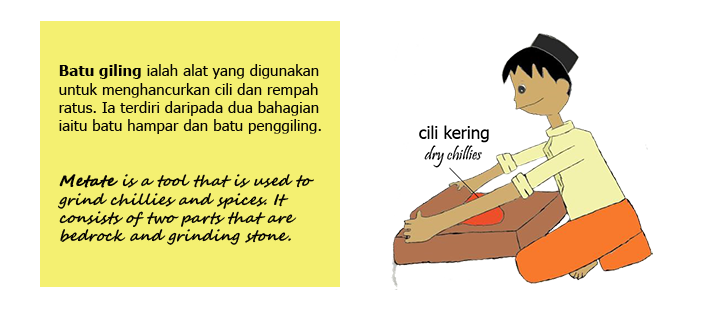 Batu giling ialah alat yang digunakan
untuk menghancurkan cili dan rempah
ratus. Ia terdiri daripada dua bahagian
iaitu batu hampar dan batu penggiling.
Metate is a tool that is used to
grind chillies and spices. It
consists of two parts that are
bedrock and grinding stone.
cili kering
dry chillies